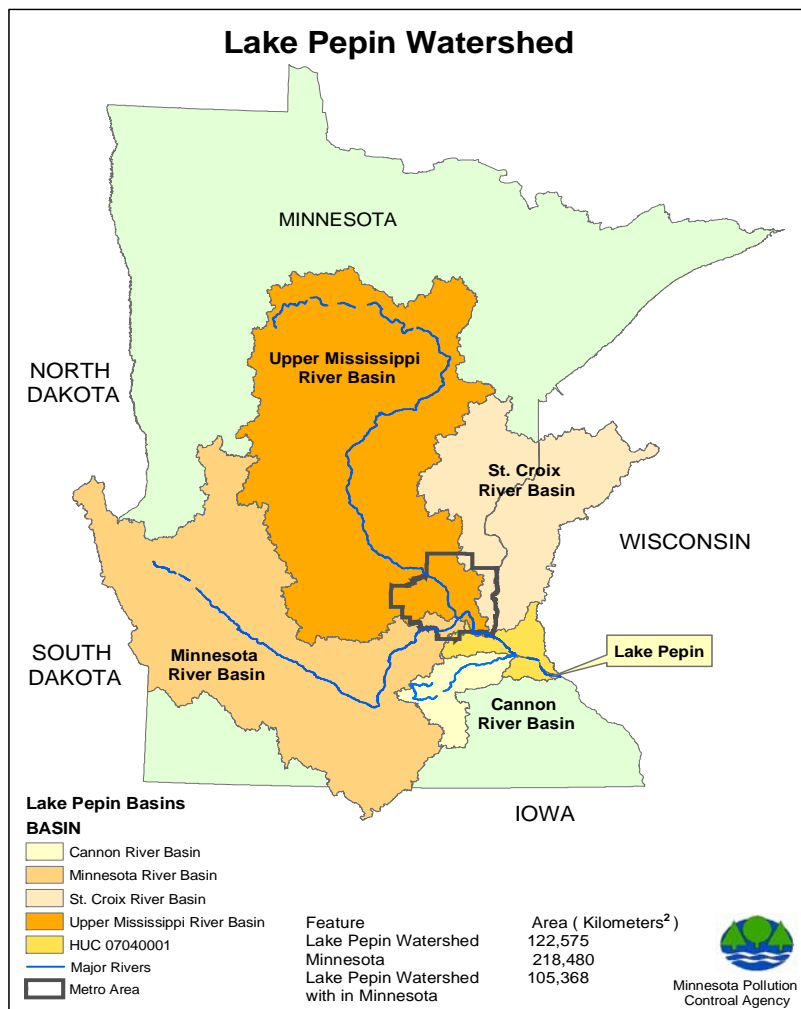 Lake Pepin Watershed
MINNESOTA
Upper Mississippi
River Basin
NORTH
DAKOTA
St. Croix
River Basin
WISCONSIN
SOUTH
DAKOTA
Minnesota
River Basin
Lake Pepin
Cannon
River Basin
IOWA
Lake Pepin Basins
BASIN
Cannon River Basin
Minnesota River Basin
St. Croix River Basin
Upper Mississippi River Basin
HUC 07040001
Major Rivers
Metro Area
Feature Area ( Kilometers²)
Lake Pepin Watershed 122,575
Minnesota 218,480
Lake Pepin Watershed 105,368
with in Minnesota
Minnesota Pollution
Controal Agency